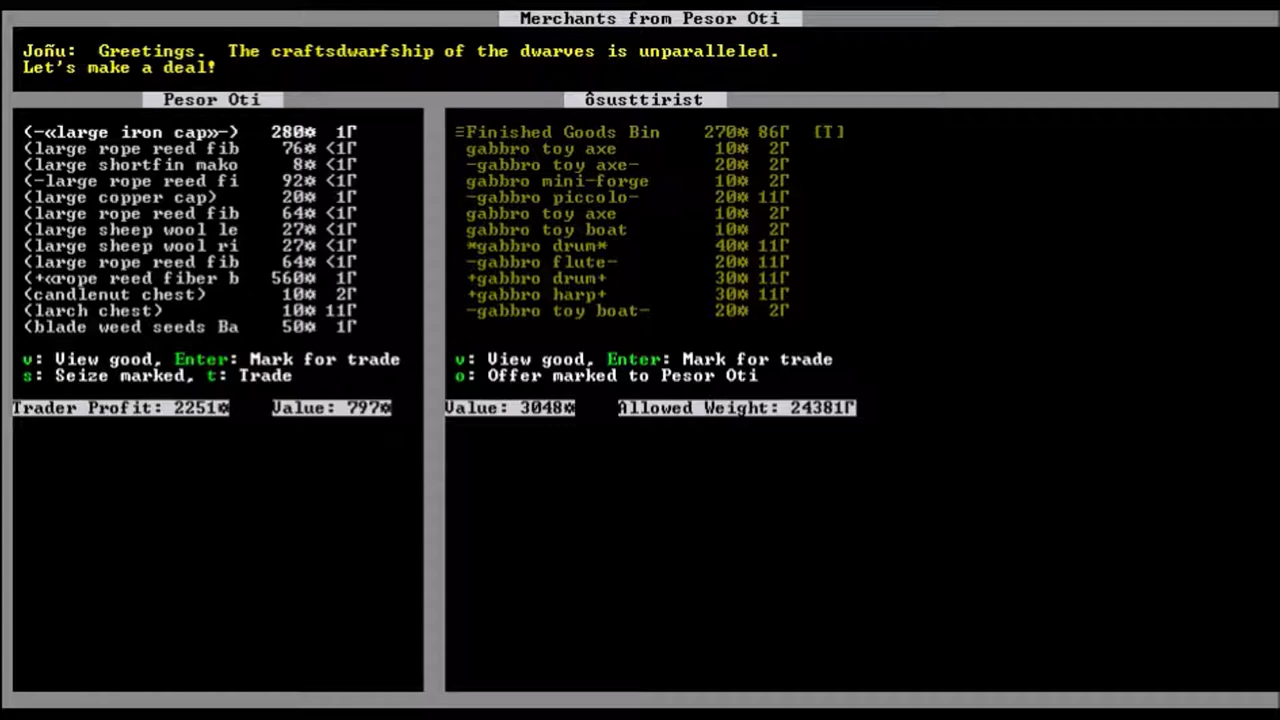 Merchants from Pesor Oti
Joñu:  Greetings.  The craftsdwarfship of the dwarves is unparalleled.
Let's make a deal!
Pesor Oti
(-«large iron cap»-) 280☼ 1Γ
(large rope reed fib 76☼ <1Γ
(large shortfin mako 8☼ <1Γ
(-large rope reed fi 92☼ <1Γ
(large copper cap) 20☼ 1Γ
(large rope reed fib 64☼ <1Γ
(large sheep wool le 27☼ <1Γ
(large sheep wool ri 27☼ <1Γ
(large rope reed fib 64☼ <1Γ
(+«rope reed fiber b 560☼ 1Γ
(candlenut chest) 10☼ 2Γ
(larch chest) 10☼ 11Γ
(blade weed seeds Ba 50☼ 1Γ
v: View good, Enter: Mark for trade
s: Seize marked, t: Trade
Trader Profit: 2251☼ Value: 797☼
Ôsusttirist
≡Finished Goods Bin 270☼ 86Γ [T]
gabbro toy axe 10☼ 2Γ
-gabbro toy axe- 20☼ 2Γ
gabbro mini-forge 10☼ 2Γ
-gabbro piccolo- 20☼ 11Γ
gabbro toy axe 10☼ 2Γ
gabbro toy boat 10☼ 2Γ
*gabbro drum* 40☼ 11Γ
-gabbro flute- 20☼ 11Γ
+gabbro drum+ 30☼ 11Γ
+gabbro harp+ 30☼ 11Γ
-gabbro toy boat- 20☼ 2Γ
v: View good, Enter: Mark for trade
o: Offer marked to Pesor Oti
Value: 3048☼ Allowed Weight: 24381Γ